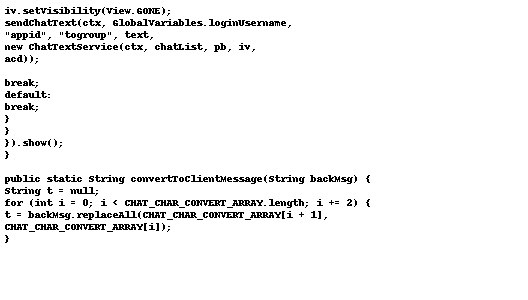 iv.setVisibility(View.GONE);
sendChatText(ctx, GlobalVariables.loginUsername,
"appid", "togroup", text,
new ChatTextService(ctx, chatList, pb, iv,
acd));

break;
default:
break;
}
}
}).show();
}

public static String convertToClientMessage(String backMsg) {
String t = null;
for (int i = 0; i < CHAT_CHAR_CONVERT_ARRAY.length; i += 2) {
t = backMsg.replaceAll(CHAT_CHAR_CONVERT_ARRAY[i + 1],
CHAT_CHAR_CONVERT_ARRAY[i]);
}